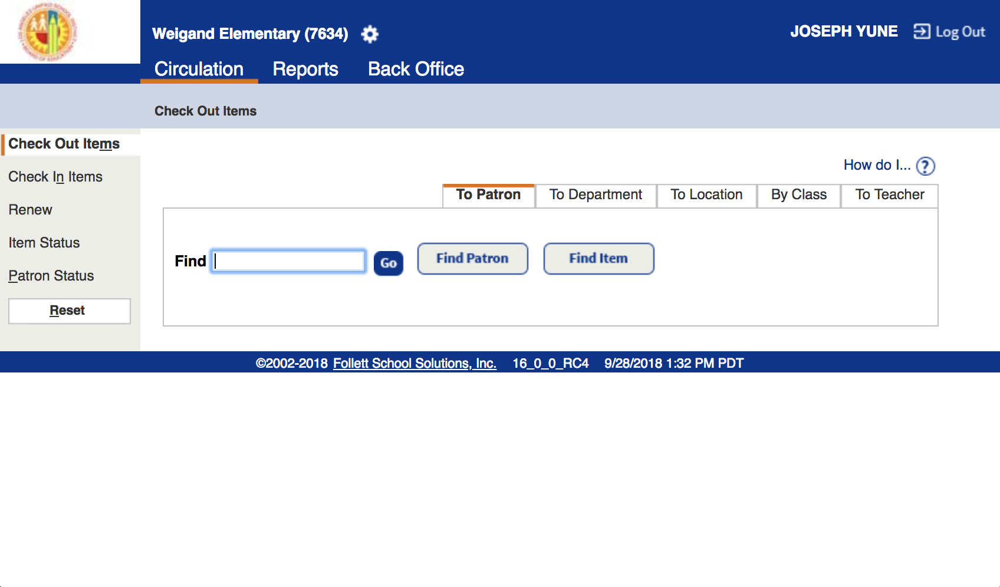 Weigand Elementary (7634)
JOSEPH YUNE
Log Out
Circulation Reports Back Office
Check Out Items
Check Out Items
Check In Items
Renew
Item Status
Patron Status
Reset
How do I... ?
To Patron To Department To Location By Class To Teacher
Find Go Find Patron Find Item
©2002-2018 Follett School Solutions, Inc. 16_0_0_RC4 9/28/2018 1:32 PM PDT